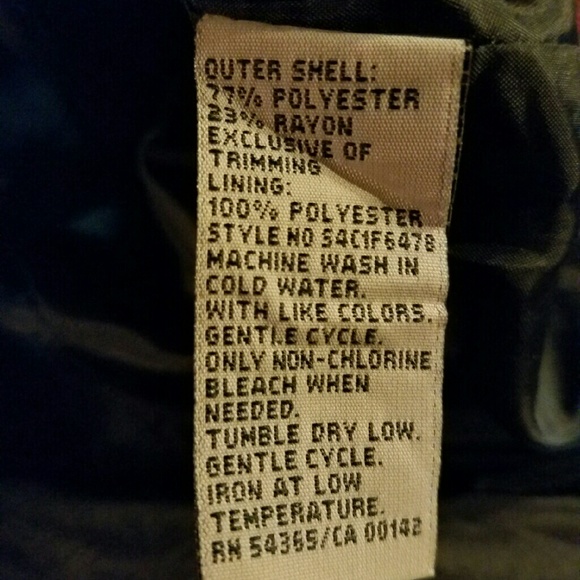 OUTER SHELL:
77% POLYESTER
23% RAYON
EXCLUSIVE OF
TRIMMING
LINING:
100% POLYESTER
STYLE NO S4C1F6478
MACHINE WASH IN
COLD WATER.
WITH LIKE COLORS.
GENTLE CYCLE.
ONLY NON-CHLORINE
BLEACH WHEN
NEEDED.
TUMBLE DRY LOW.
GENTLE CYCLE.
IRON AT LOW
TEMPERATURE.
RN 54365/CA 00142